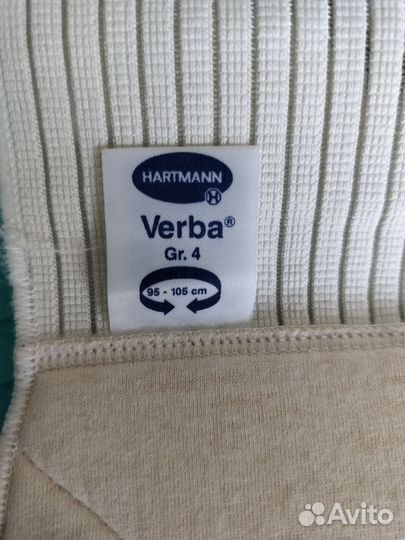 HARTMANN
Verba®
Gr. 4
95 - 105 cm
Avito